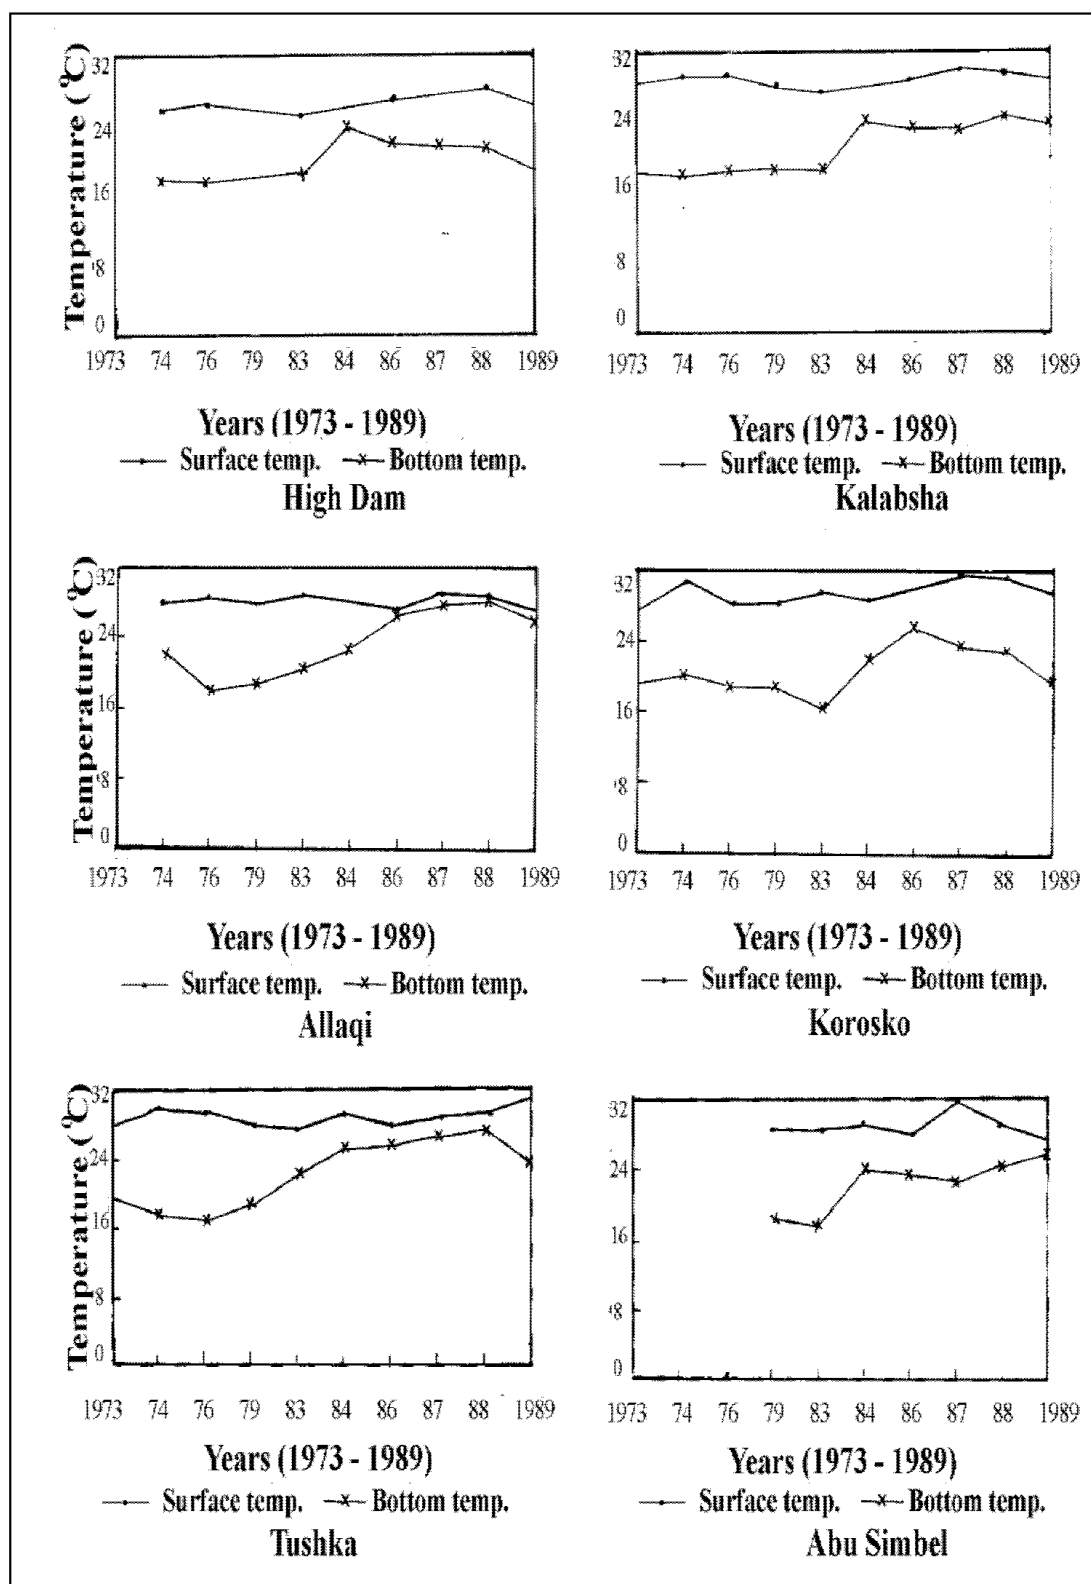 Temperature (ºC)
32
24
16
8
0
1973 74 76 79 83 84 86 87 88 1989
Years (1973 - 1989)
Surface temp. Bottom temp.
High Dam
32
24
16
8
0
1973 74 76 79 83 84 86 87 88 1989
Years (1973 - 1989)
Surface temp. Bottom temp.
Kalabsha
Temperature (ºC)
32
24
16
8
0
1973 74 76 79 83 84 86 87 88 1989
Years (1973 - 1989)
Surface temp. Bottom temp.
Allaqi
32
24
16
8
0
1973 74 76 79 83 84 86 87 88 1989
Years (1973 - 1989)
Surface temp. Bottom temp.
Korosko
Temperature (ºC)
32
24
16
8
0
1973 74 76 79 83 84 86 87 88 1989
Years (1973 - 1989)
Surface temp. Bottom temp.
Tushka
32
24
16
8
0
1973 74 76 79 83 84 86 87 88 1989
Years (1973 - 1989)
Surface temp. Bottom temp.
Abu Simbel